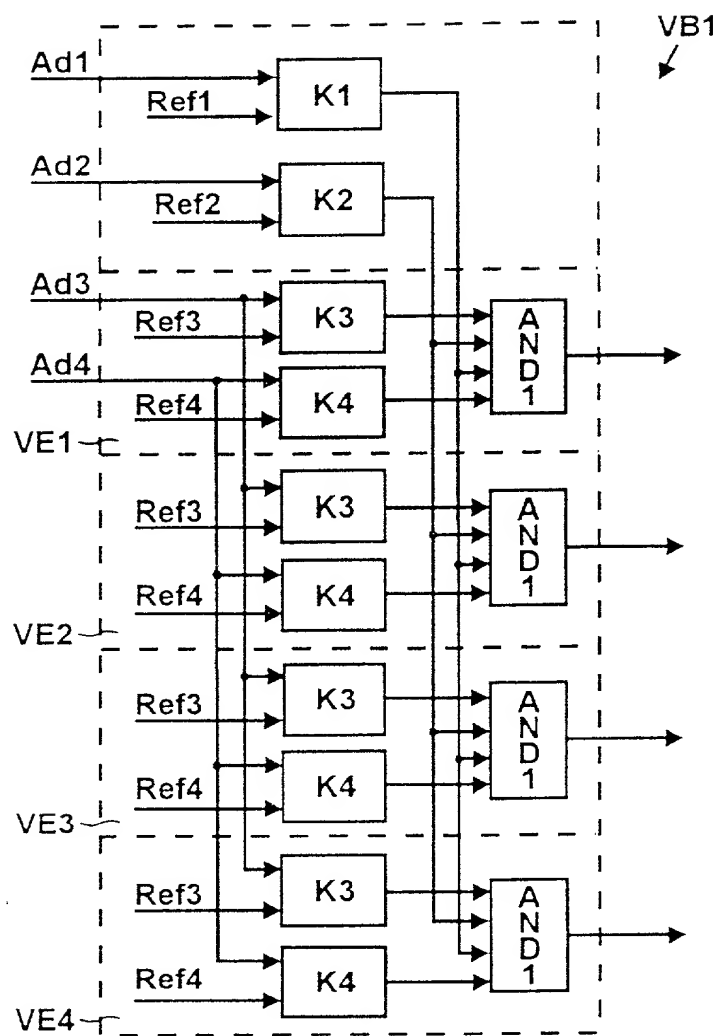 VB1
Ad1
K1
Ref1
Ad2
K2
Ref2
Ad3
K3
Ref3
AND1
Ad4
K4
Ref4
VE1
K3
Ref3
AND1
K4
Ref4
VE2
K3
Ref3
AND1
K4
Ref4
VE3
K3
Ref3
AND1
K4
Ref4
VE4